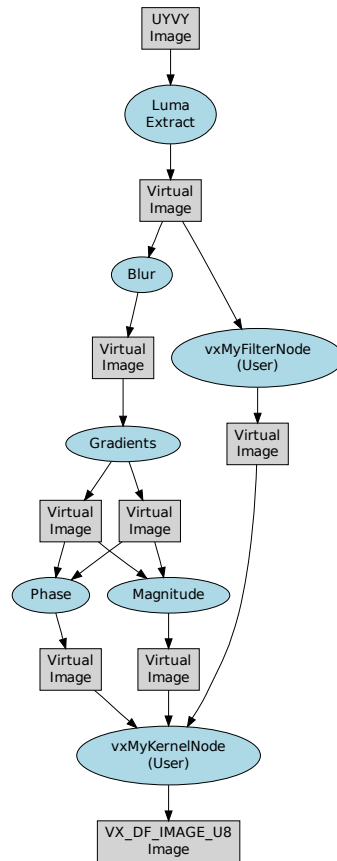 UYVY
Image
Luma
Extract
Virtual
Image
Blur
Virtual
Image
vxMyFilterNode
(User)
Gradients
Virtual
Image
Virtual
Image
Virtual
Image
Phase
Magnitude
Virtual
Image
Virtual
Image
vxMyKernelNode
(User)
VX_DF_IMAGE_U8
Image